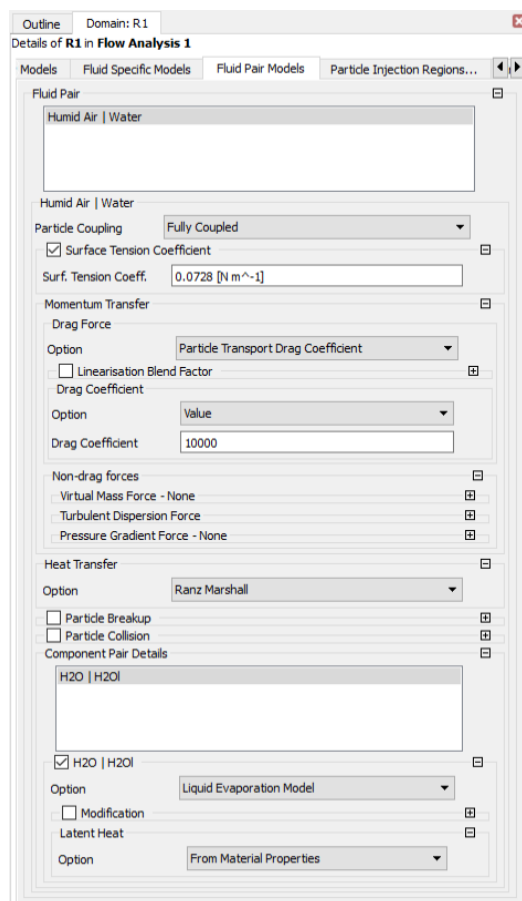 Outline Domain: R1
Details of R1 in Flow Analysis 1
Models Fluid Specific Models Fluid Pair Models Particle Injection Regions...
Fluid Pair
Humid Air | Water
Humid Air | Water
Particle Coupling Fully Coupled
Surface Tension Coefficient
Surf. Tension Coeff. 0.0728 [N m^-1]
Momentum Transfer
Drag Force
Option Particle Transport Drag Coefficient
Linearisation Blend Factor
Drag Coefficient
Option Value
Drag Coefficient 10000
Non-drag forces
Virtual Mass Force - None
Turbulent Dispersion Force
Pressure Gradient Force - None
Heat Transfer
Option Ranz Marshall
Particle Breakup
Particle Collision
Component Pair Details
H2O | H2Ol
H2O | H2Ol
Option Liquid Evaporation Model
Modification
Latent Heat
Option From Material Properties